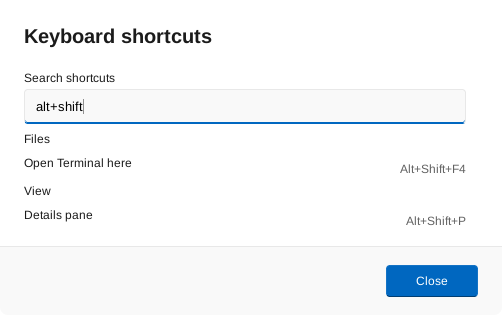 Keyboard shortcuts
Search shortcuts
alt+shift
Files
Open Terminal here Alt+Shift+F4
View
Details pane Alt+Shift+P
Close